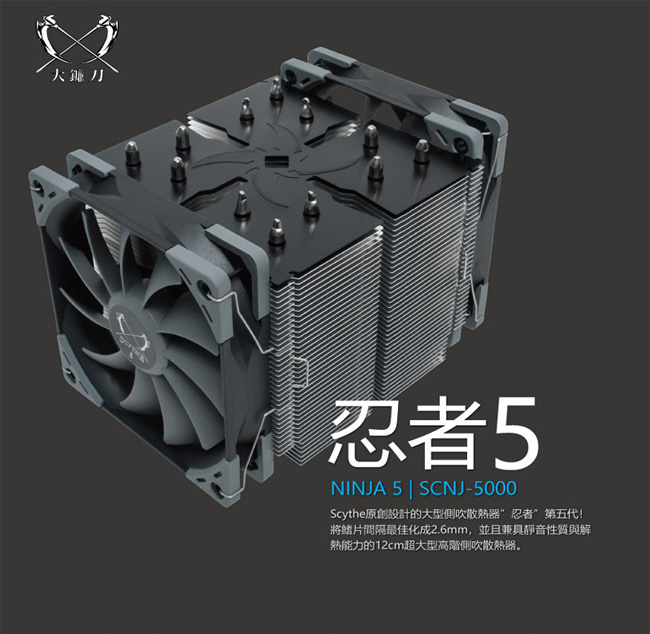 大鎌刀
SCYTHE
忍者5
NINJA 5 | SCNJ-5000
Scythe原創設計的大型側吹散熱器”忍者”第五代!
將鰭片間隔最佳化成2.6mm，並且兼具靜音性質與解
熱能力的12cm超大型高階側吹散熱器。